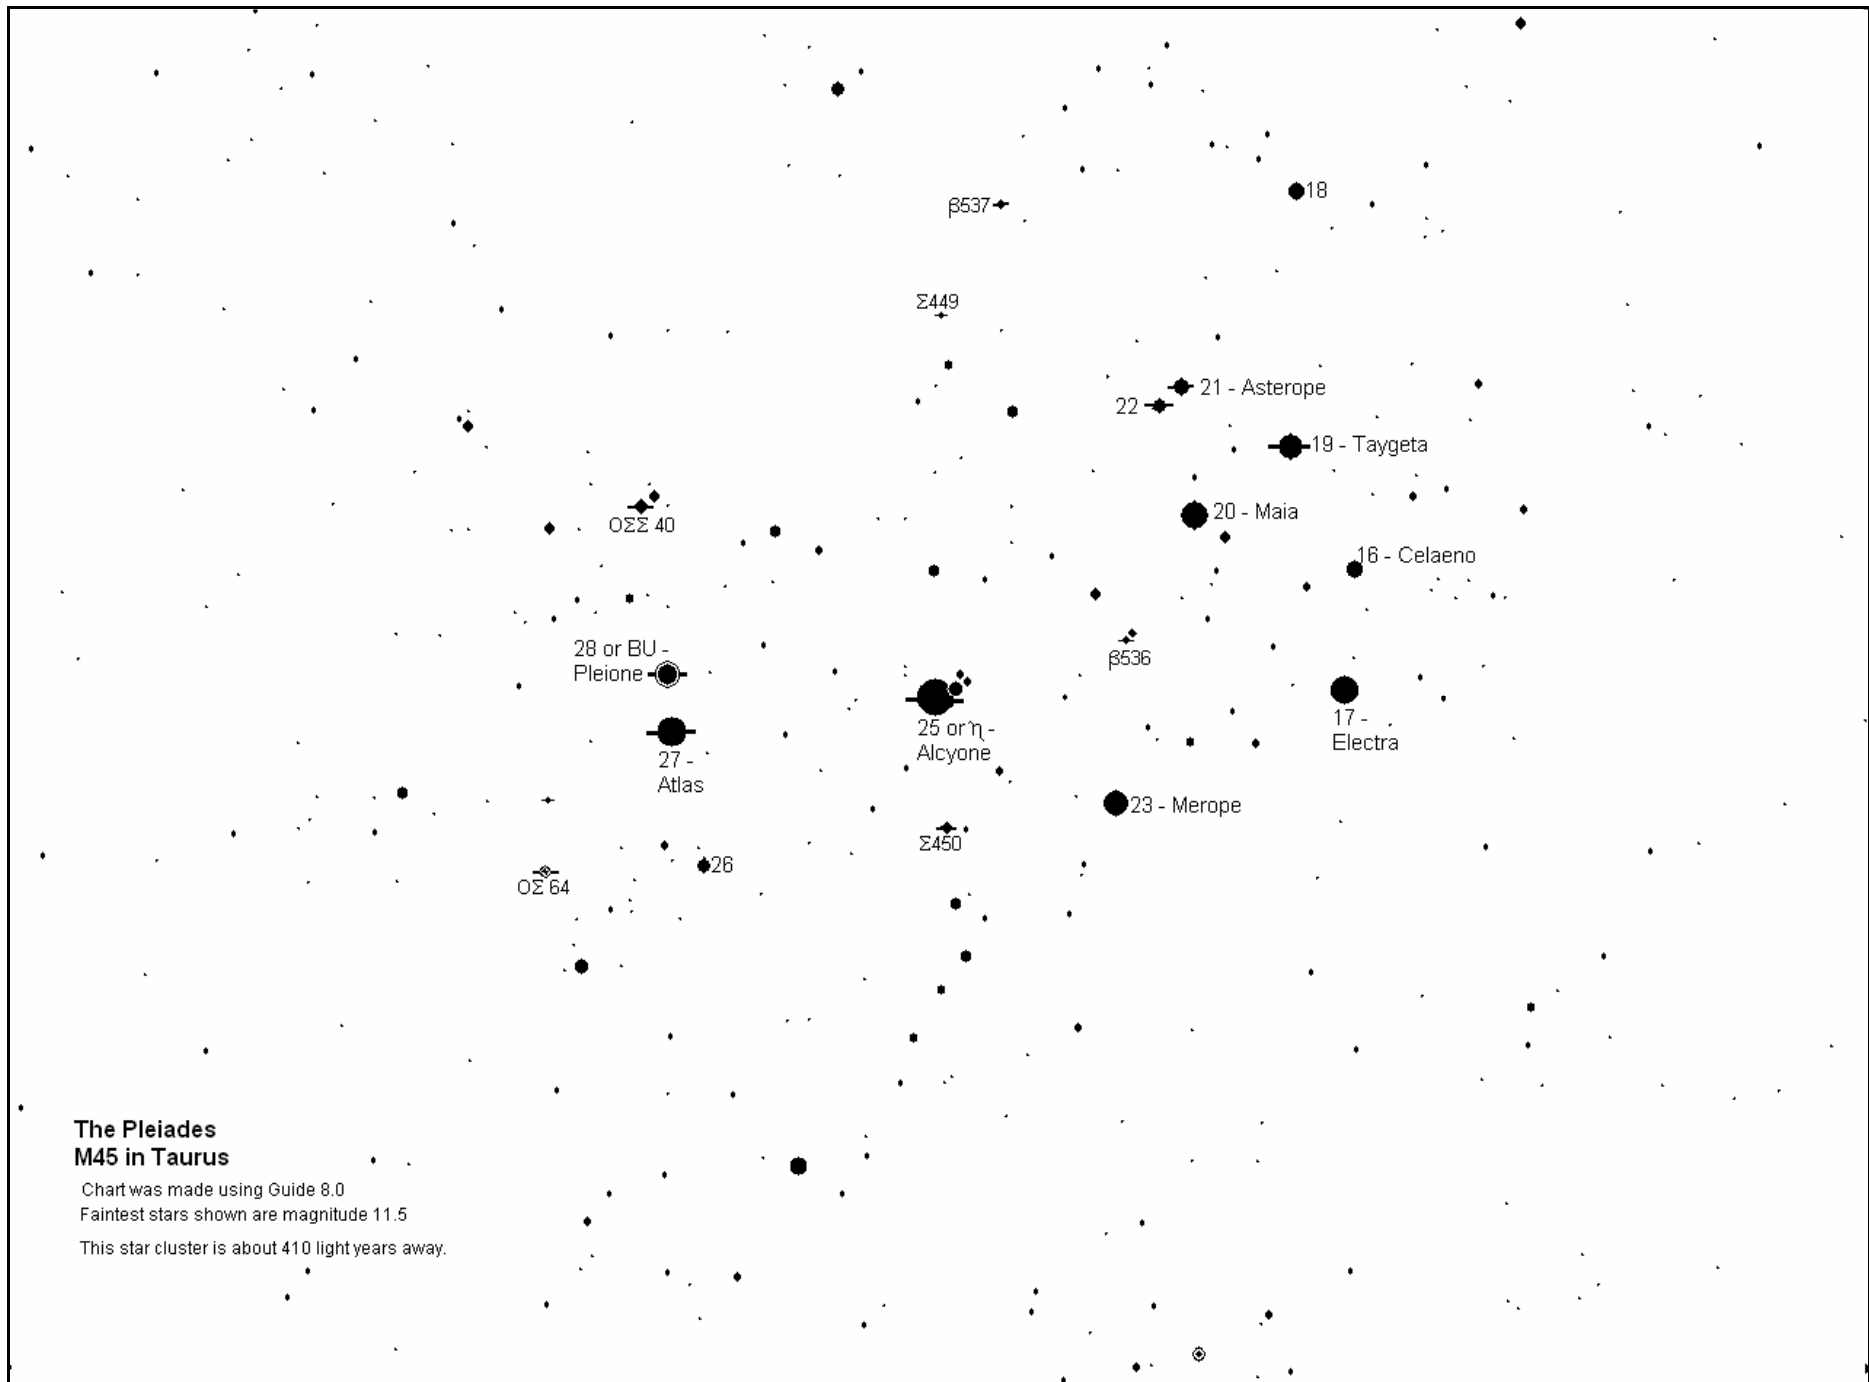 18
β537
Σ449
21 - Asterope
22
19 - Taygeta
20 - Maia
OΣΣ 40
16 - Celaeno
28 or BU -
Pleione
β536
25 or η -
Alcyone
17 -
Electra
27 -
Atlas
23 - Merope
Σ450
26
OΣ 64
The Pleiades
M45 in Taurus
Chart was made using Guide 8.0
Faintest stars shown are magnitude 11.5
This star cluster is about 410 light years away.